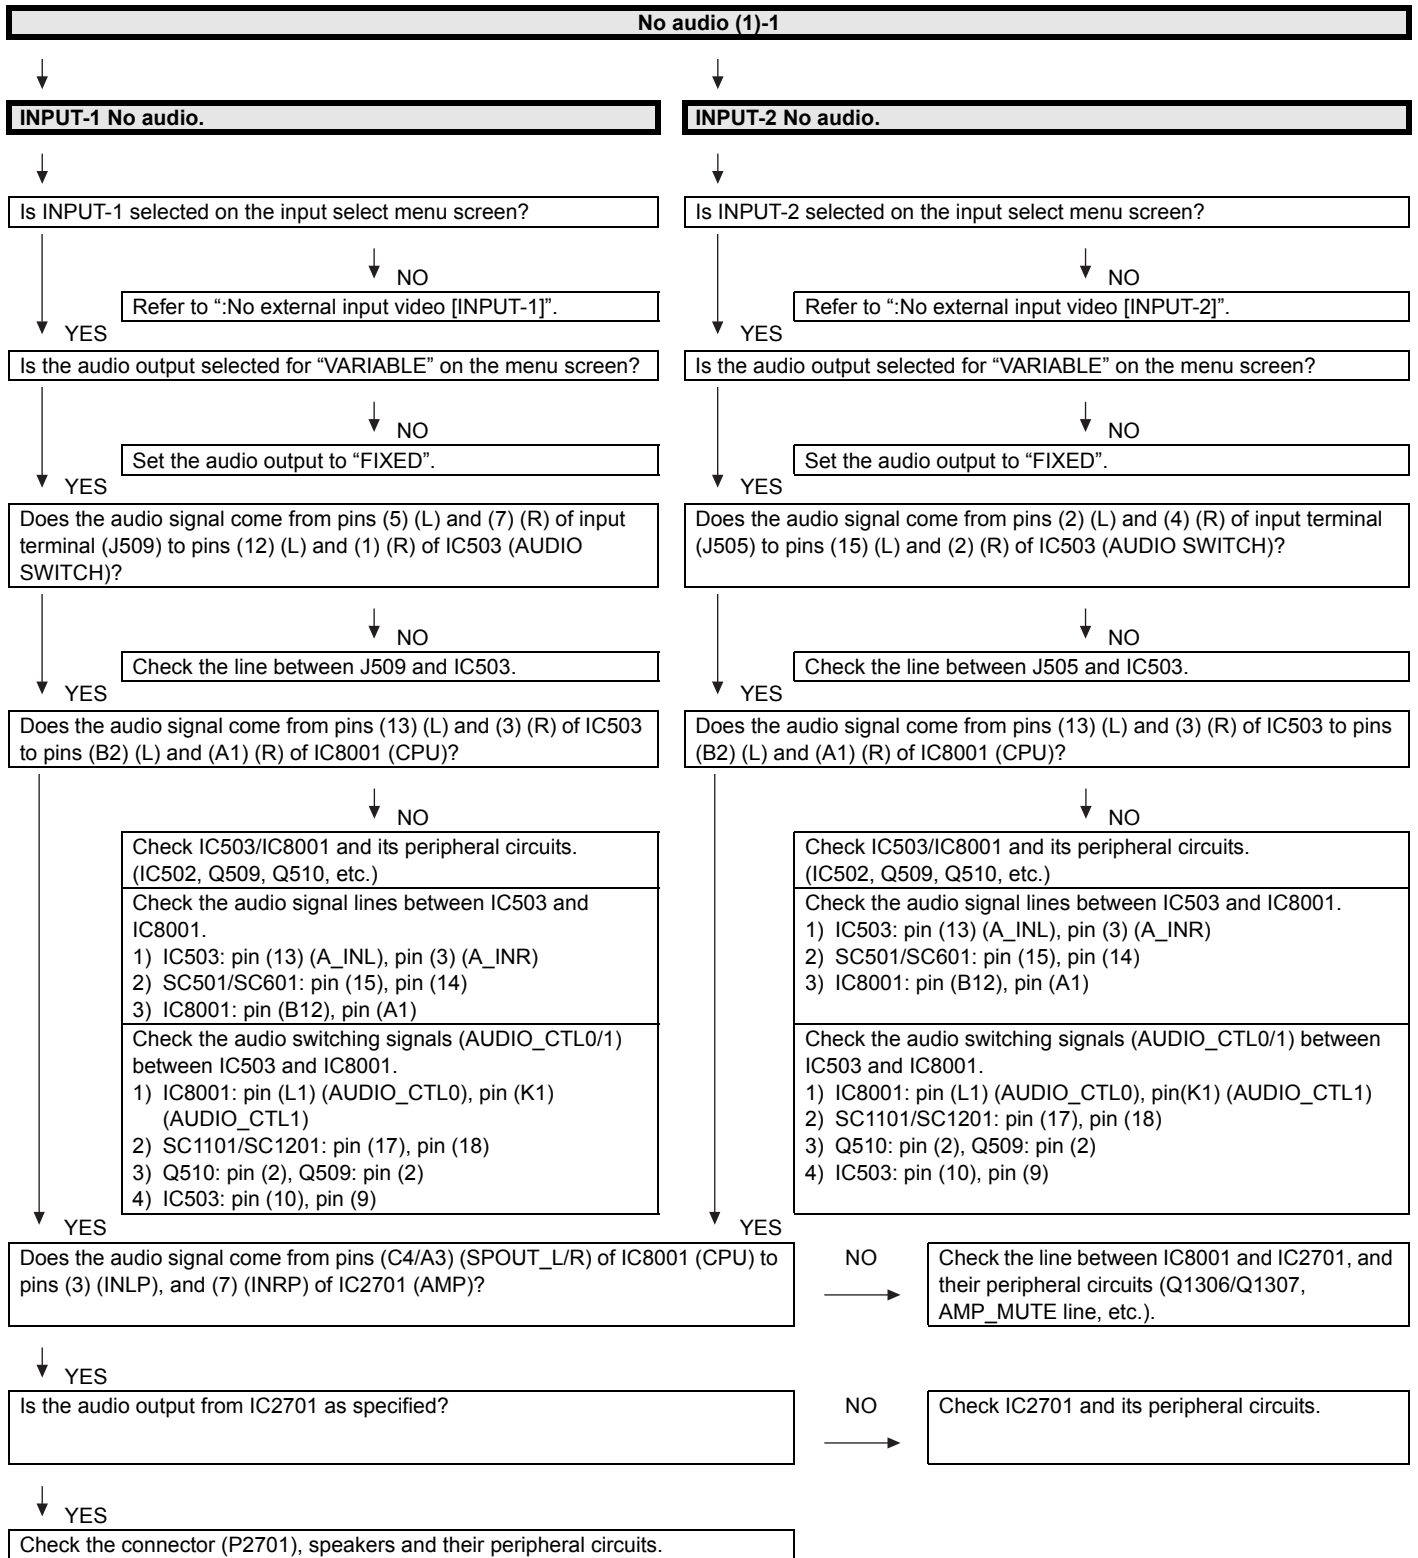 No audio (1)-1
INPUT-1 No audio.
INPUT-2 No audio.
Is INPUT-1 selected on the input select menu screen?
Is INPUT-2 selected on the input select menu screen?
NO
NO
Refer to “:No external input video [INPUT-1]”.
Refer to “:No external input video [INPUT-2]”.
YES
YES
Is the audio output selected for “VARIABLE” on the menu screen?
Is the audio output selected for “VARIABLE” on the menu screen?
NO
NO
Set the audio output to “FIXED”.
Set the audio output to “FIXED”.
YES
YES
Does the audio signal come from pins (5) (L) and (7) (R) of input
terminal (J509) to pins (12) (L) and (1) (R) of IC503 (AUDIO
SWITCH)?
Does the audio signal come from pins (2) (L) and (4) (R) of input terminal
(J505) to pins (15) (L) and (2) (R) of IC503 (AUDIO SWITCH)?
NO
NO
Check the line between J509 and IC503.
Check the line between J505 and IC503.
YES
YES
Does the audio signal come from pins (13) (L) and (3) (R) of IC503
to pins (B2) (L) and (A1) (R) of IC8001 (CPU)?
Does the audio signal come from pins (13) (L) and (3) (R) of IC503 to pins
(B2) (L) and (A1) (R) of IC8001 (CPU)?
NO
NO
Check IC503/IC8001 and its peripheral circuits.
(IC502, Q509, Q510, etc.)
Check the audio signal lines between IC503 and
IC8001.
1) IC503: pin (13) (A_INL), pin (3) (A_INR)
2) SC501/SC601: pin (15), pin (14)
3) IC8001: pin (B12), pin (A1)
Check the audio switching signals (AUDIO_CTL0/1)
between IC503 and IC8001.
1) IC8001: pin (L1) (AUDIO_CTL0), pin (K1)
(AUDIO_CTL1)
2) SC1101/SC1201: pin (17), pin (18)
3) Q510: pin (2), Q509: pin (2)
4) IC503: pin (10), pin (9)
Check IC503/IC8001 and its peripheral circuits.
(IC502, Q509, Q510, etc.)
Check the audio signal lines between IC503 and IC8001.
1) IC503: pin (13) (A_INL), pin (3) (A_INR)
2) SC501/SC601: pin (15), pin (14)
3) IC8001: pin (B12), pin (A1)
Check the audio switching signals (AUDIO_CTL0/1) between
IC503 and IC8001.
1) IC8001: pin (L1) (AUDIO_CTL0), pin(K1) (AUDIO_CTL1)
2) SC1101/SC1201: pin (17), pin (18)
3) Q510: pin (2), Q509: pin (2)
4) IC503: pin (10), pin (9)
YES
YES
Does the audio signal come from pins (C4/A3) (SPOUT_L/R) of IC8001 (CPU) to
pins (3) (INLP), and (7) (INRP) of IC2701 (AMP)?
NO
Check the line between IC8001 and IC2701, and
their peripheral circuits (Q1306/Q1307,
AMP_MUTE line, etc.).
YES
Is the audio output from IC2701 as specified?
NO
Check IC2701 and its peripheral circuits.
YES
Check the connector (P2701), speakers and their peripheral circuits.